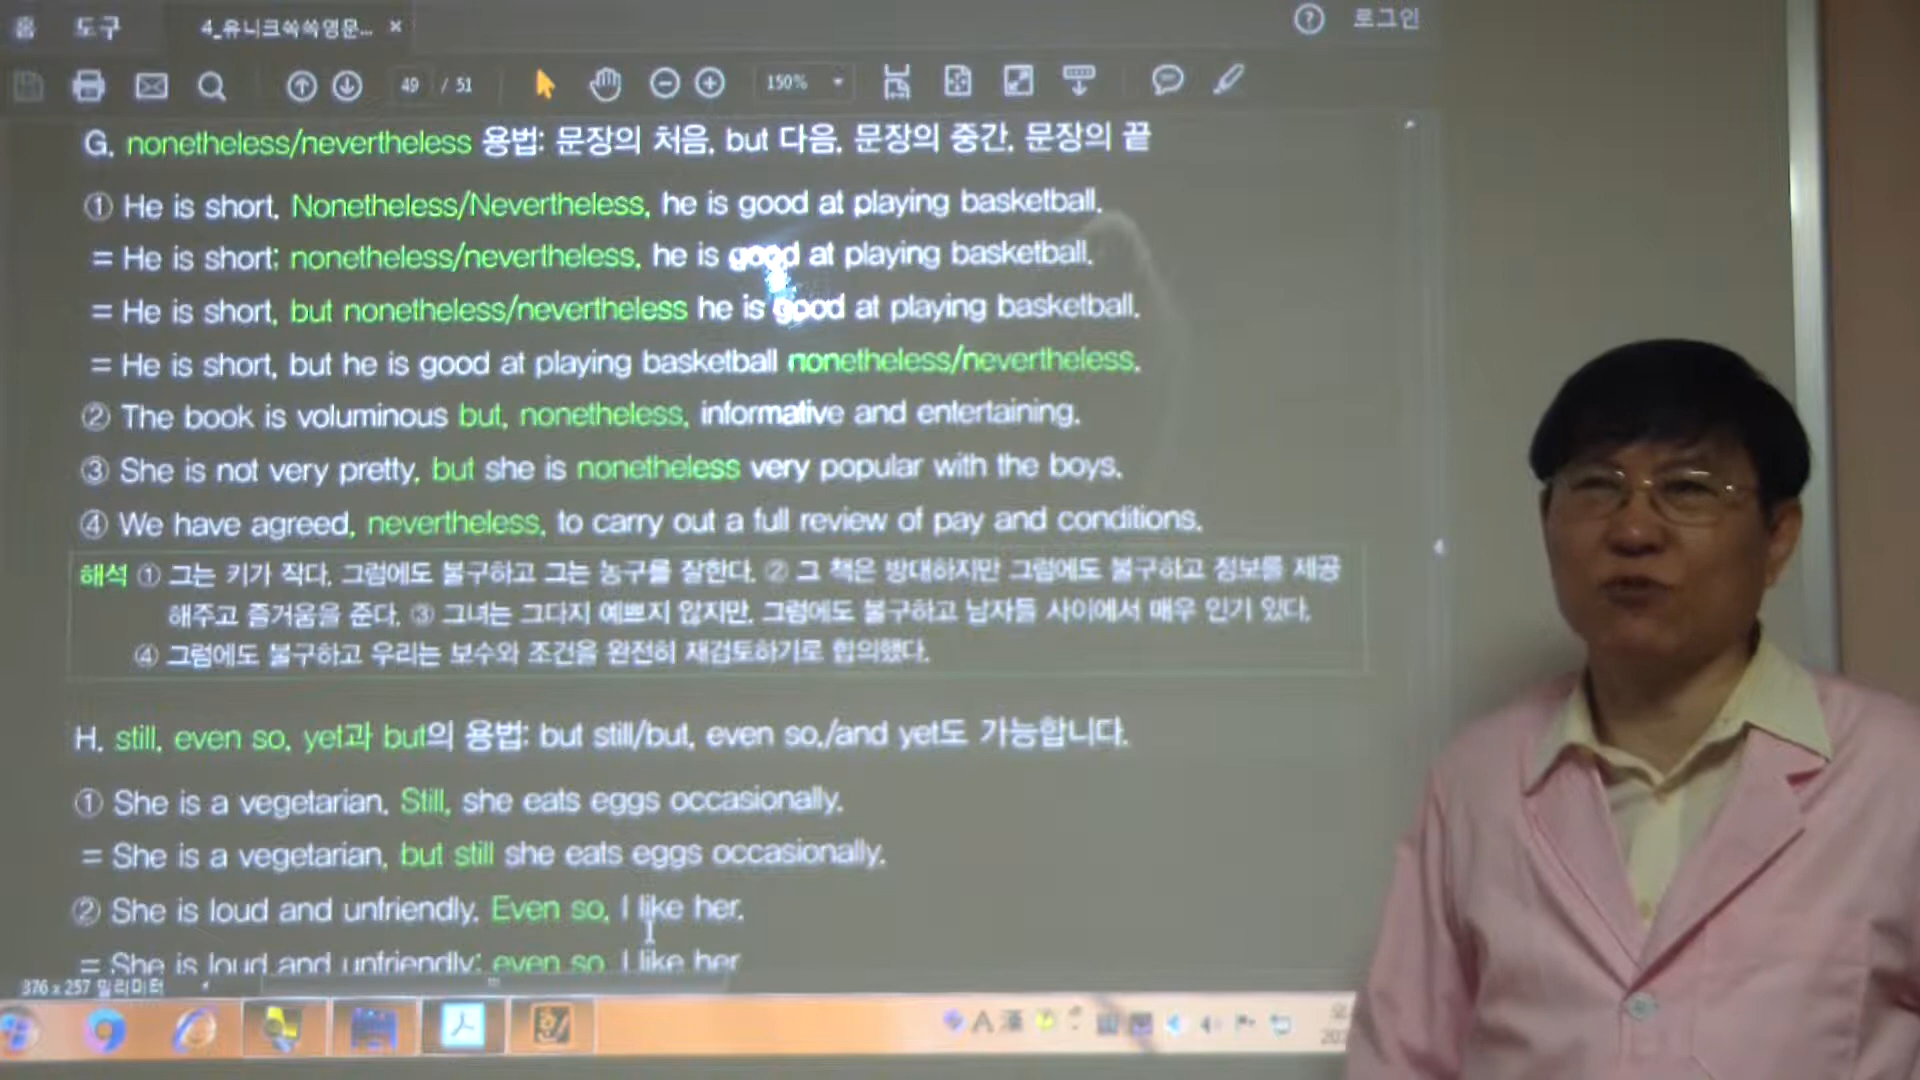 홈 도구 4_유니크쏙쏙영문... × ? 로그인
49 / 51 150%
G. nonetheless/nevertheless 용법: 문장의 처음, but 다음, 문장의 중간, 문장의 끝
① He is short. Nonetheless/Nevertheless, he is good at playing basketball.
= He is short; nonetheless/nevertheless, he is good at playing basketball.
= He is short, but nonetheless/nevertheless he is good at playing basketball.
= He is short, but he is good at playing basketball nonetheless/nevertheless.
② The book is voluminous but, nonetheless, informative and entertaining.
③ She is not very pretty, but she is nonetheless very popular with the boys.
④ We have agreed, nevertheless, to carry out a full review of pay and conditions.
해석 ① 그는 키가 작다. 그럼에도 불구하고 그는 농구를 잘한다. ② 그 책은 방대하지만 그럼에도 불구하고 정보를 제공
해주고 즐거움을 준다. ③ 그녀는 그다지 예쁘지 않지만, 그럼에도 불구하고 남자들 사이에서 매우 인기 있다.
④ 그럼에도 불구하고 우리는 보수와 조건을 완전히 재검토하기로 합의했다.
H. still, even so, yet과 but의 용법: but still/but, even so,/and yet도 가능합니다.
① She is a vegetarian. Still, she eats eggs occasionally.
= She is a vegetarian, but still she eats eggs occasionally.
② She is loud and unfriendly. Even so, I like her.
= She is loud and unfriendly; even so, I like her
376 x 257 밀리미터
A 漢